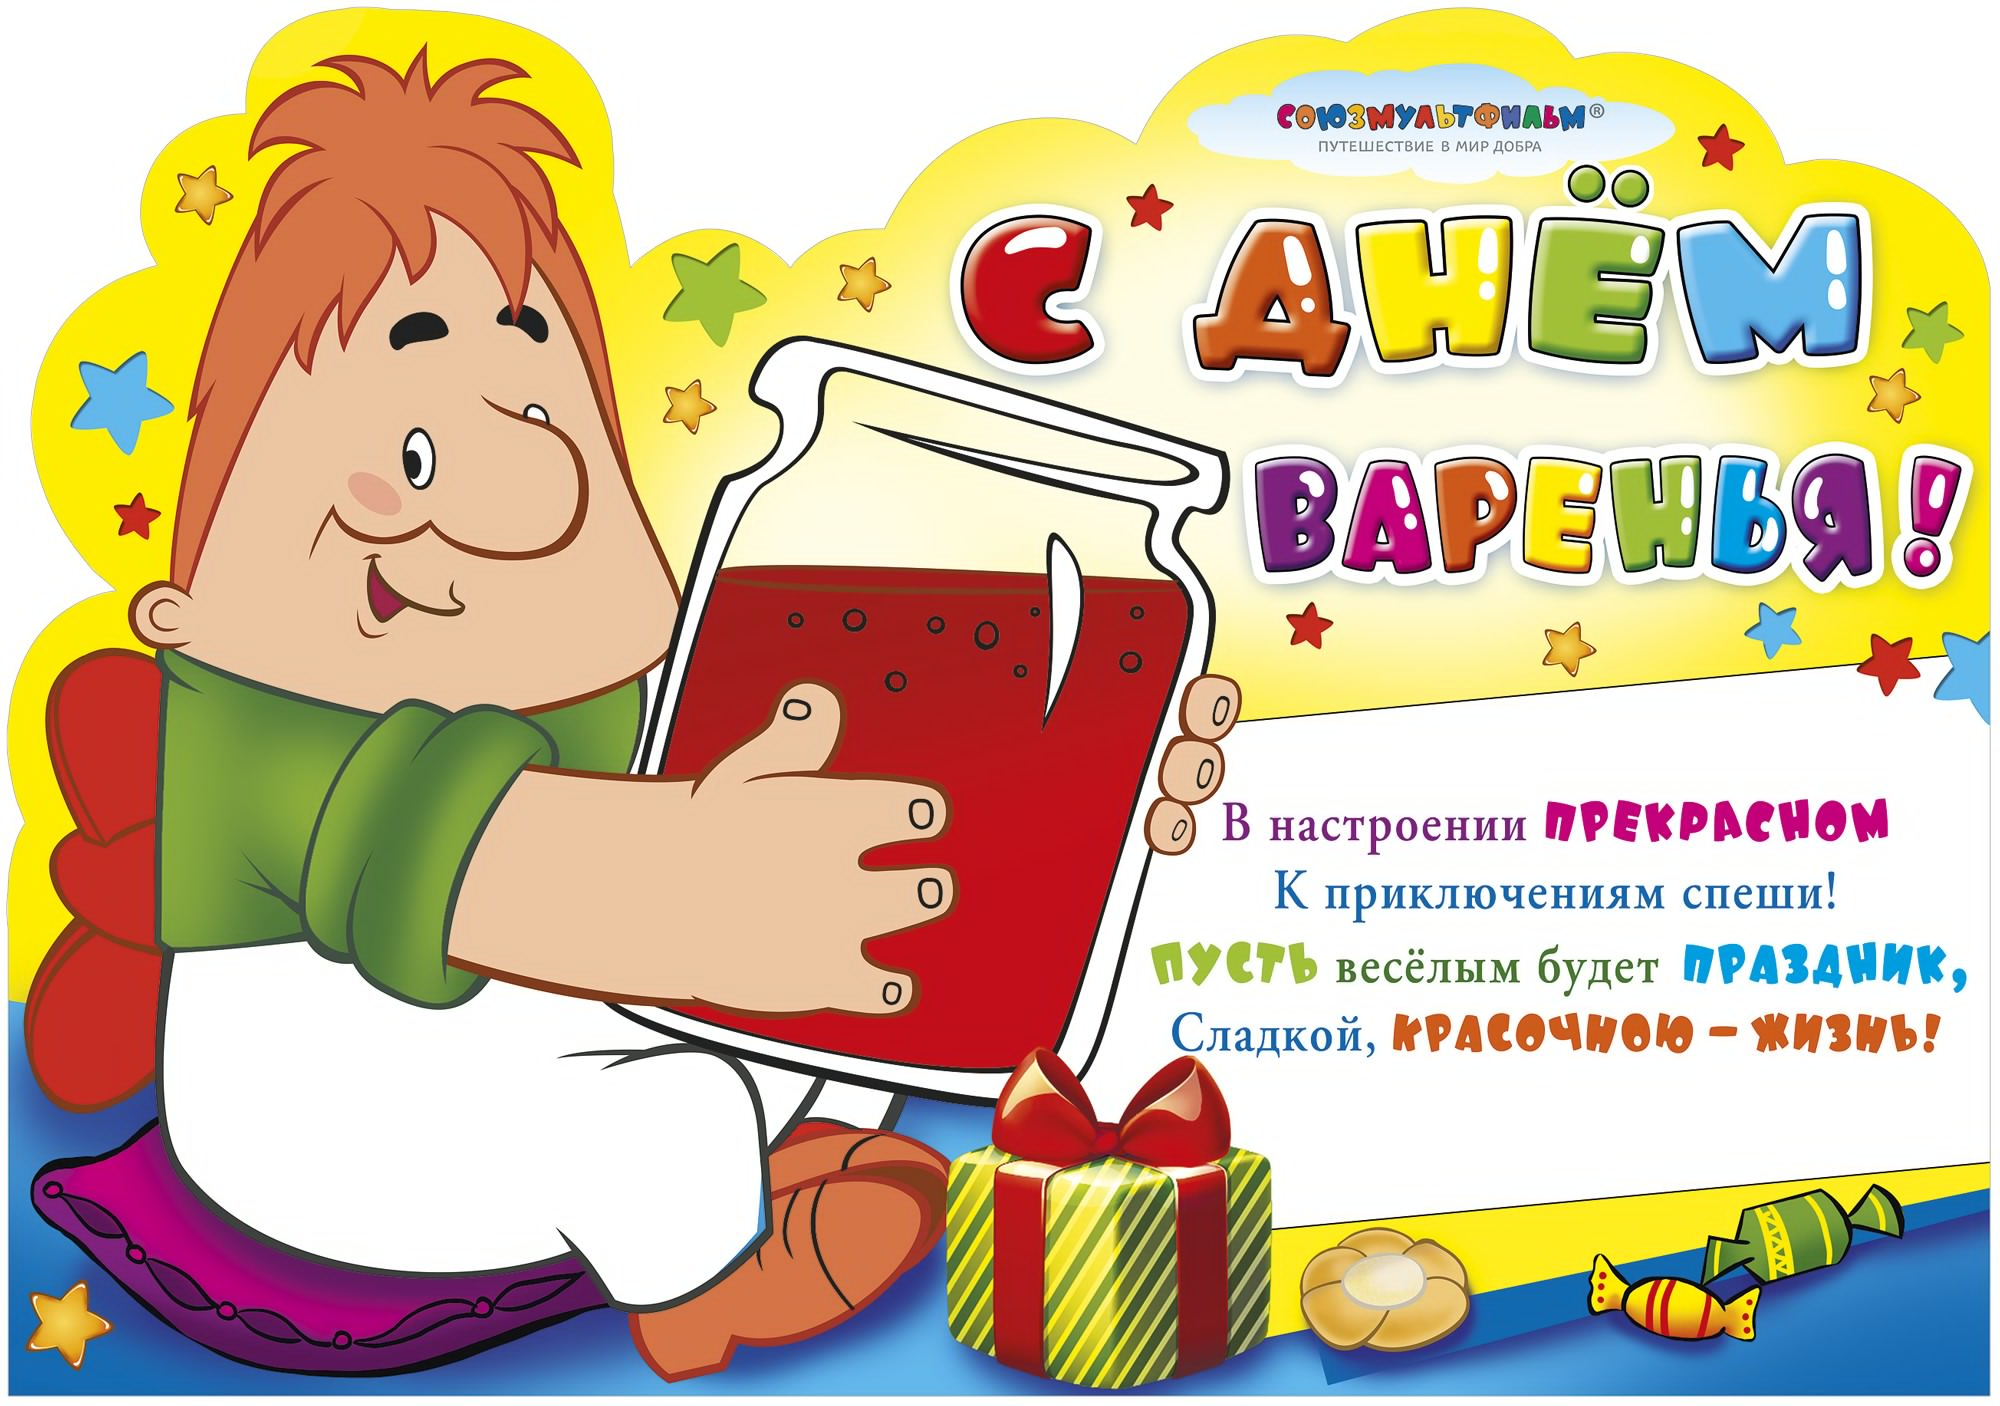 СОЮЗМУЛЬТФИЛЬМ®
ПУТЕШЕСТВИЕ В МИР ДОБРА
С ДНЁМ
ВАРЕНЬЯ!
В настроении ПРЕКРАСНОМ
К приключениям спеши!
ПУСТЬ весёлым будет ПРАЗДНИК,
Сладкой, КРАСОЧНОЮ – ЖИЗНЬ!